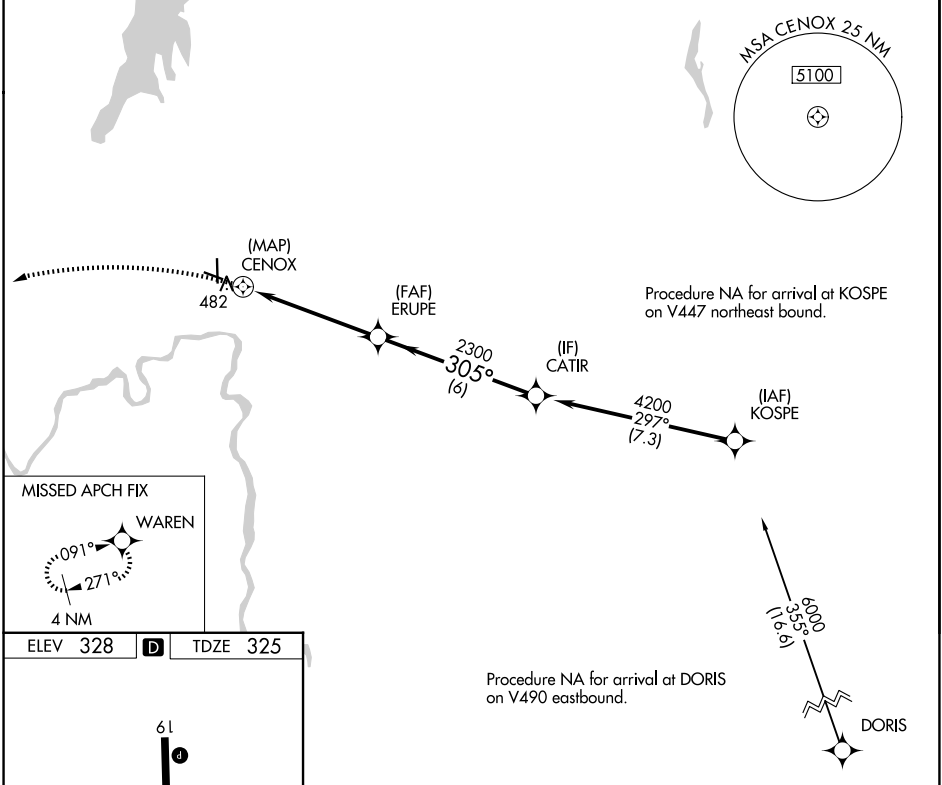 MSA CENOX 25 NM
5100
(MAP)
CENOX
482
(FAF)
ERUPE
Procedure NA for arrival at KOSPE
on V447 northeast bound.
2300
305°
(6)
(IF)
CATIR
4200
297°
(7.3)
(IAF)
KOSPE
MISSED APCH FIX
WAREN
091°
271°
4 NM
6000
355°
(16.6)
ELEV 328 D TDZE 325
Procedure NA for arrival at DORIS
on V490 eastbound.
DORIS
19
P